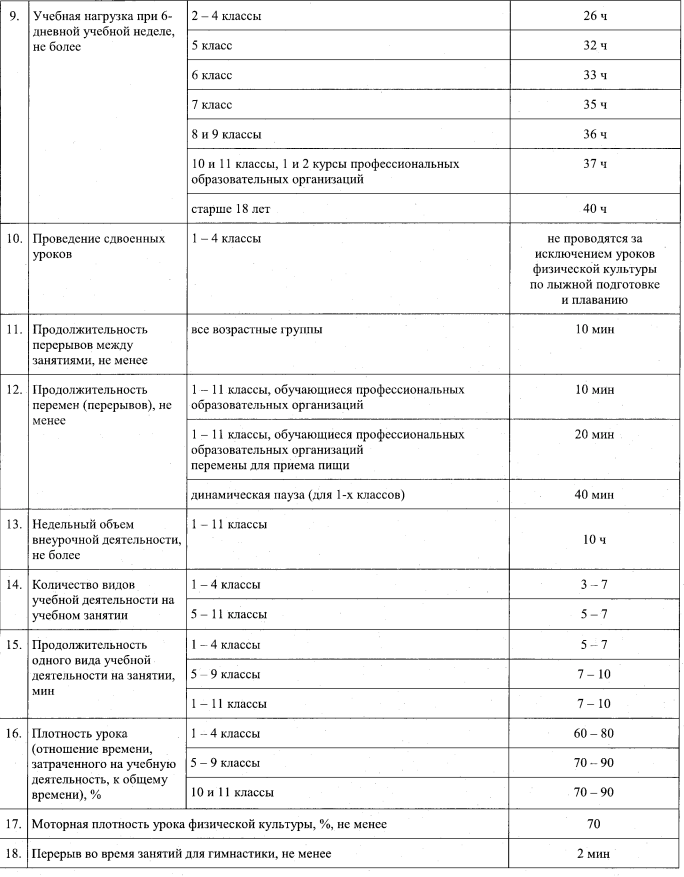 9. Учебная нагрузка при 6-
дневной учебной неделе,
не более
2 – 4 классы
26 ч
5 класс
32 ч
6 класс
33 ч
7 класс
35 ч
8 и 9 классы
36 ч
10 и 11 классы, 1 и 2 курсы профессиональных
образовательных организаций
37 ч
старше 18 лет
40 ч
10. Проведение сдвоенных
уроков
1 – 4 классы
не проводятся за
исключением уроков
физической культуры
по лыжной подготовке
и плаванию
11. Продолжительность
перерывов между
занятиями, не менее
все возрастные группы
10 мин
12. Продолжительность
перемен (перерывов), не
менее
1 – 11 классы, обучающиеся профессиональных
образовательных организаций
10 мин
1 – 11 классы, обучающиеся профессиональных
образовательных организаций
перемены для приема пищи
20 мин
динамическая пауза (для 1-х классов)
40 мин
13. Недельный объем
внеурочной деятельности,
не более
1 – 11 классы
10 ч
14. Количество видов
учебной деятельности на
учебном занятии
1 – 4 классы
3 – 7
5 – 11 классы
5 – 7
15. Продолжительность
одного вида учебной
деятельности на занятии,
мин
1 – 4 классы
5 – 7
5 – 9 классы
7 – 10
1 – 11 классы
7 – 10
16. Плотность урока
(отношение времени,
затраченного на учебную
деятельность, к общему
времени), %
1 – 4 классы
60 – 80
5 – 9 классы
70 – 90
10 и 11 классы
70 – 90
17. Моторная плотность урока физической культуры, %, не менее
70
18. Перерыв во время занятий для гимнастики, не менее
2 мин